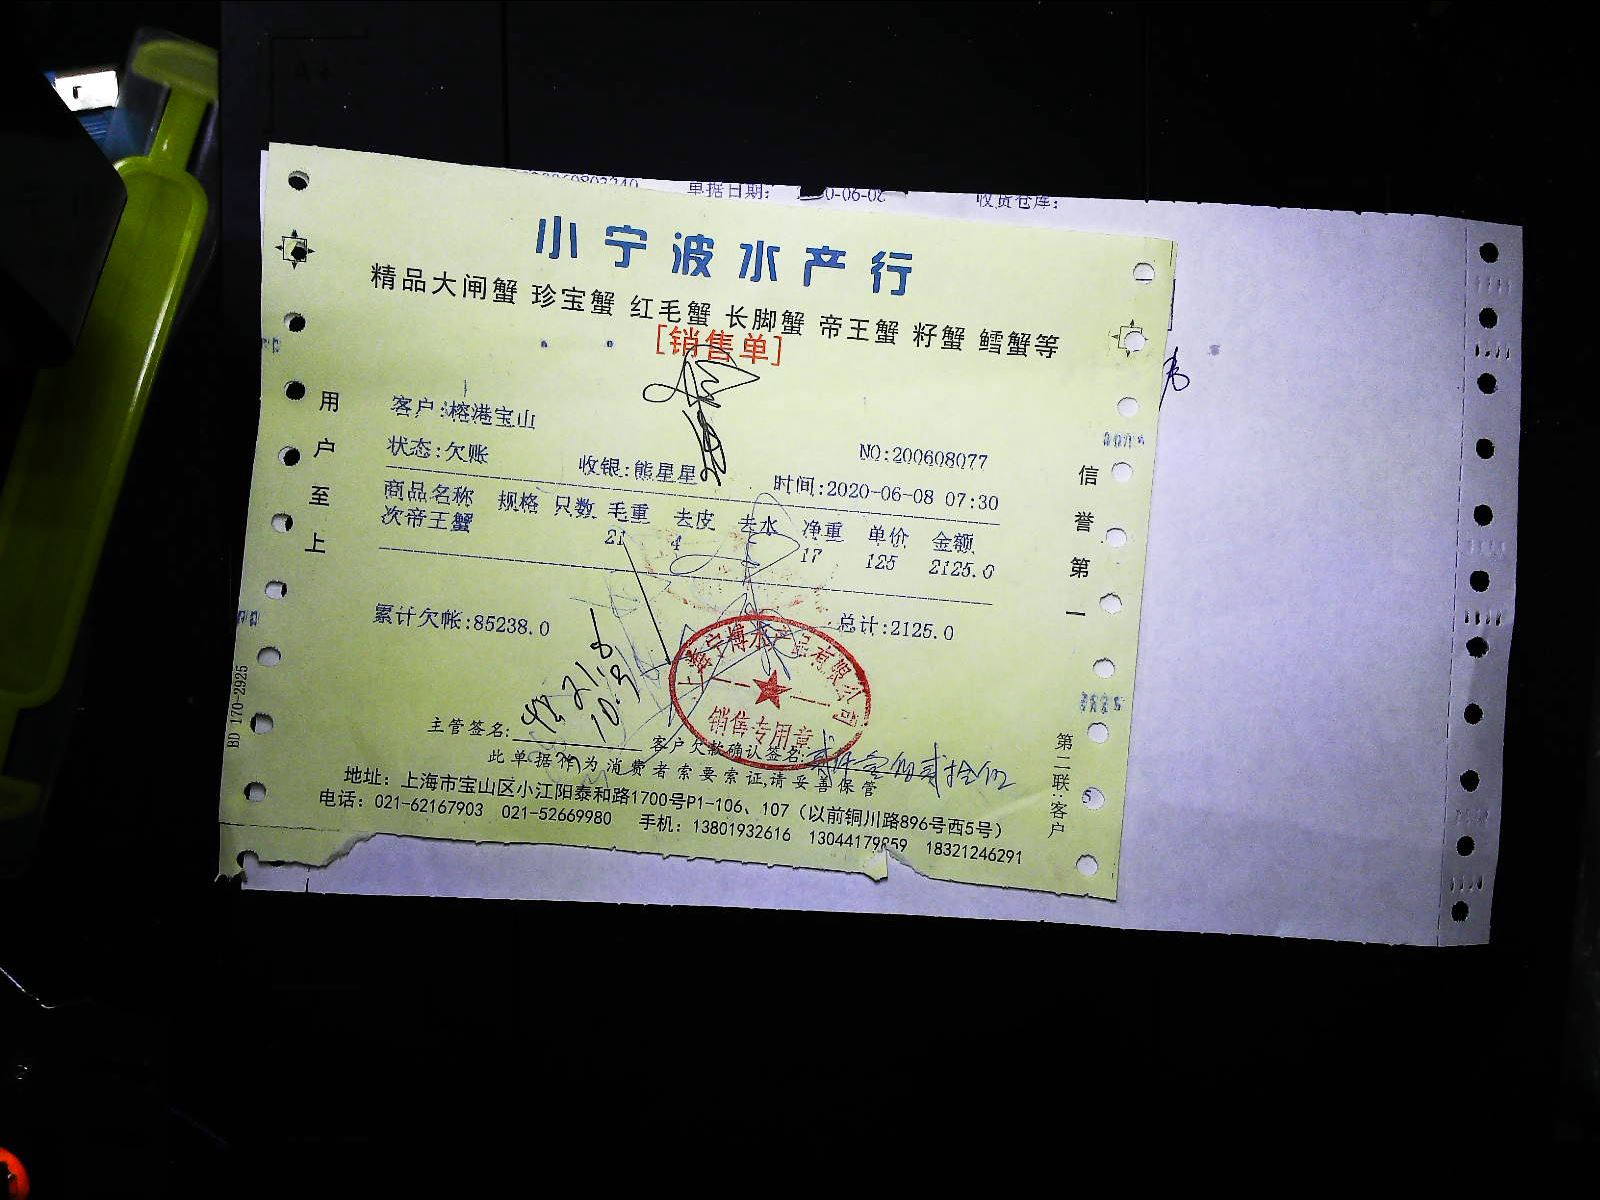 单据日期:
0-06-08
收货仓库:
小宁波水产行
精品大闸蟹 珍宝蟹 红毛蟹 长脚蟹 帝王蟹 籽蟹 鳕蟹等
[销售单]
客户:榕港宝山
NO:200608077
状态:欠账 收银:熊星星 时间:2020-06-08 07:30
商品名称 规格 只数 毛重 去皮 去水 净重 单价 金额
次帝王蟹 21 4 17 125 2125.0
累计欠帐:85238.0 总计:2125.0
销售专用章
主管签名: 客户欠款确认签名:
此单据作为消费者索要索证,请妥善保管
地址: 上海市宝山区小江阳泰和路1700号P1-106、107（以前铜川路896号西5号）
电话: 021-62167903 021-52669980 手机: 13801932616 13044179859 18321246291
用户至上
信誉第一
第二联:客户
BD 170-2925